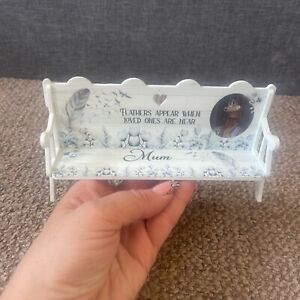 FEATHERS APPEAR WHEN
LOVED ONES ARE NEAR
Mum